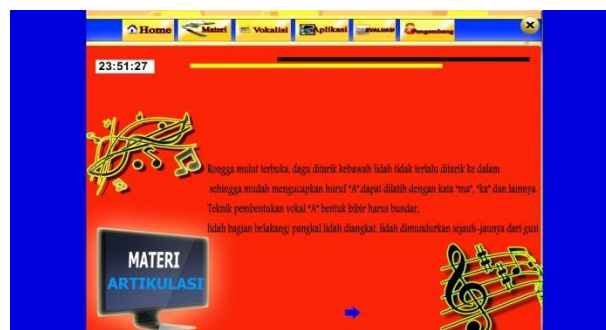 Home Materi Vokalisi Aplikasi EVALUASI Pengembang
23:51:27
Rongga mulut terbuka, dagu ditarik kebawah lidah tidak terlalu ditarik ke dalam
sehingga mudah mengucapkan huruf "A".dapat dilatih dengan kata "ma", "ka" dan lainnya.
Teknik pembentukan vokal "A" bentuk bibir harus bundar.
lidah bagian belakang/ pangkal lidah diangkat, lidah dimundurkan sejauh-jaunya dari gusi
MATERI
ARTIKULASI